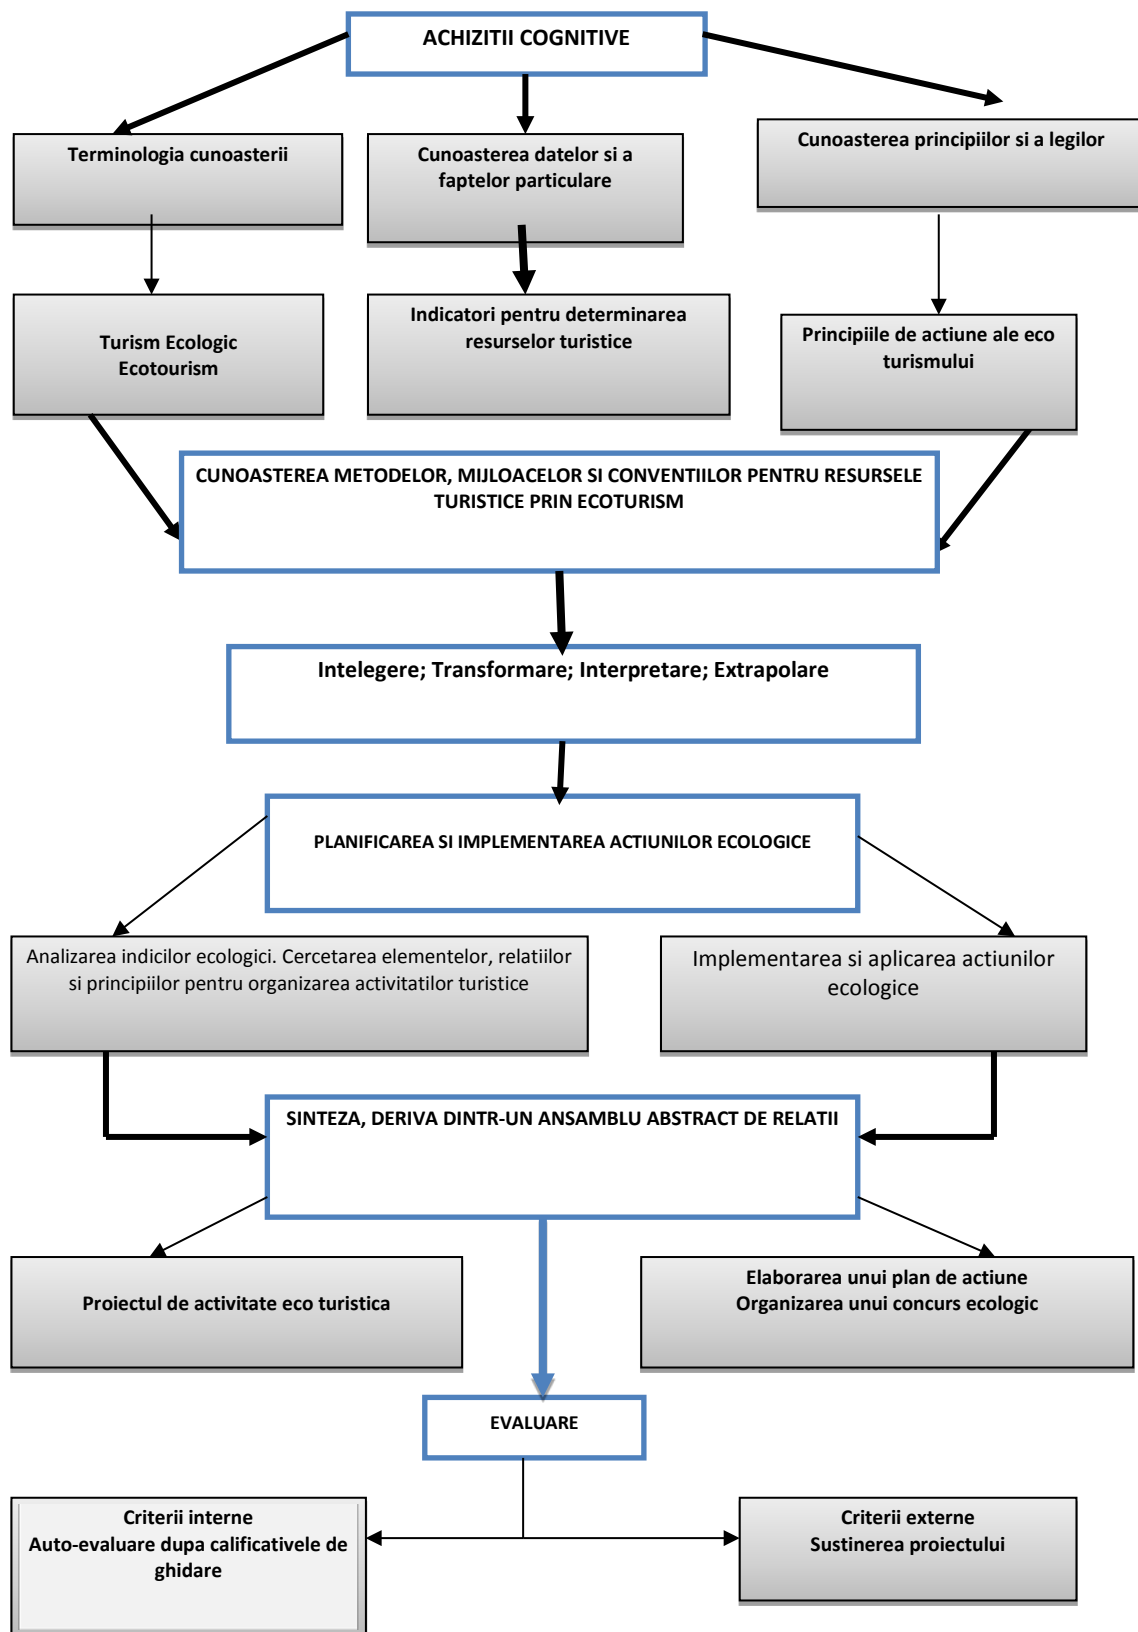 ACHIZITII COGNITIVE
Terminologia cunoasterii
Cunoasterea datelor si a
faptelor particulare
Cunoasterea principiilor si a legilor
Turism Ecologic
Ecotourism
Indicatori pentru determinarea
resurselor turistice
Principiile de actiune ale eco
turismului
CUNOASTEREA METODELOR, MIJLOACELOR SI CONVENTIILOR PENTRU RESURSELE
TURISTICE PRIN ECOTURISM
Intelegere; Transformare; Interpretare; Extrapolare
PLANIFICAREA SI IMPLEMENTAREA ACTIUNILOR ECOLOGICE
Analizarea indicilor ecologici. Cercetarea elementelor, relatiilor
si principiilor pentru organizarea activitatilor turistice
Implementarea si aplicarea actiunilor
ecologice
SINTEZA, DERIVA DINTR-UN ANSAMBLU ABSTRACT DE RELATII
Proiectul de activitate eco turistica
Elaborarea unui plan de actiune
Organizarea unui concurs ecologic
EVALUARE
Criterii interne
Auto-evaluare dupa calificativele de
ghidare
Criterii externe
Sustinerea proiectului